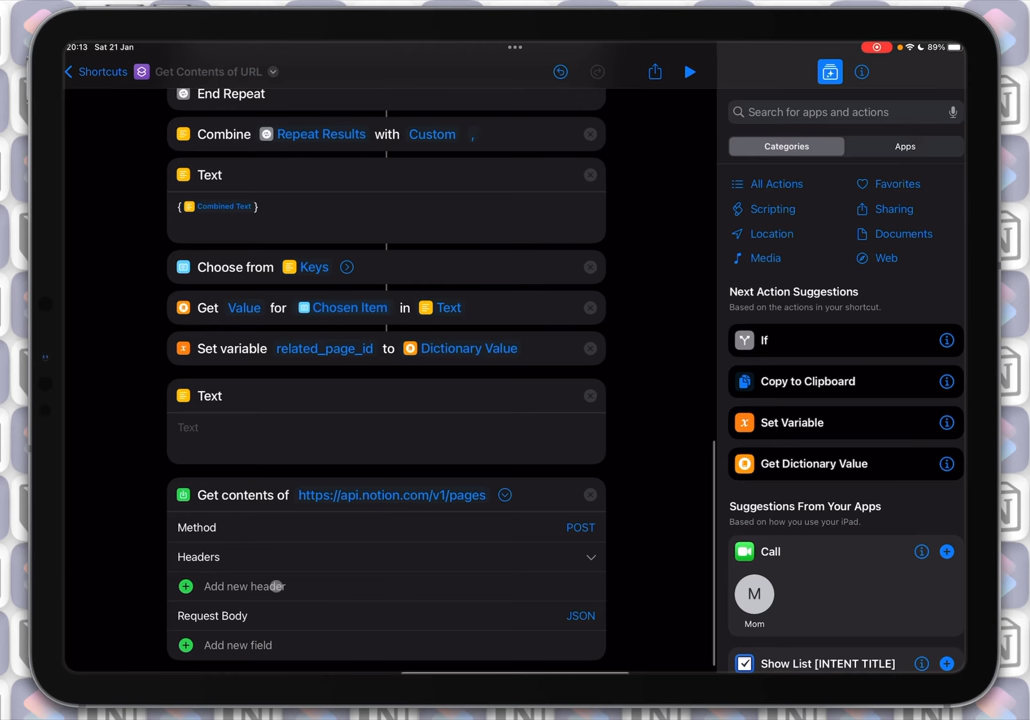 20:13 Sat 21 Jan
89%
Shortcuts Get Contents of URL
End Repeat
Combine Repeat Results with Custom ,
Text
{ Combined Text }
Choose from Keys
Get Value for Chosen Item in Text
Set variable related_page_id to Dictionary Value
Text
Text
Get contents of https://api.notion.com/v1/pages
Method POST
Headers
Add new header
Request Body JSON
Add new field
Search for apps and actions
Categories Apps
All Actions Favorites
Scripting Sharing
Location Documents
Media Web
Next Action Suggestions
Based on the actions in your shortcut.
If
Copy to Clipboard
Set Variable
Get Dictionary Value
Suggestions From Your Apps
Based on how you use your iPad.
Call
M
Mom
Show List [INTENT TITLE]